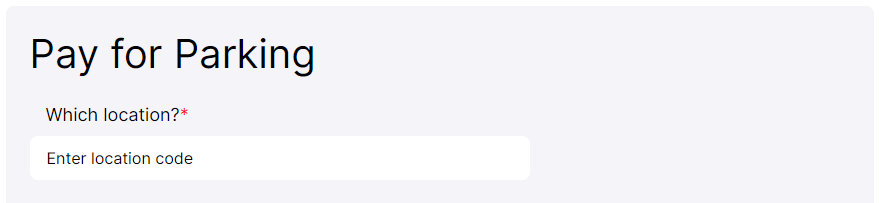 Pay for Parking
Which location?*
Enter location code